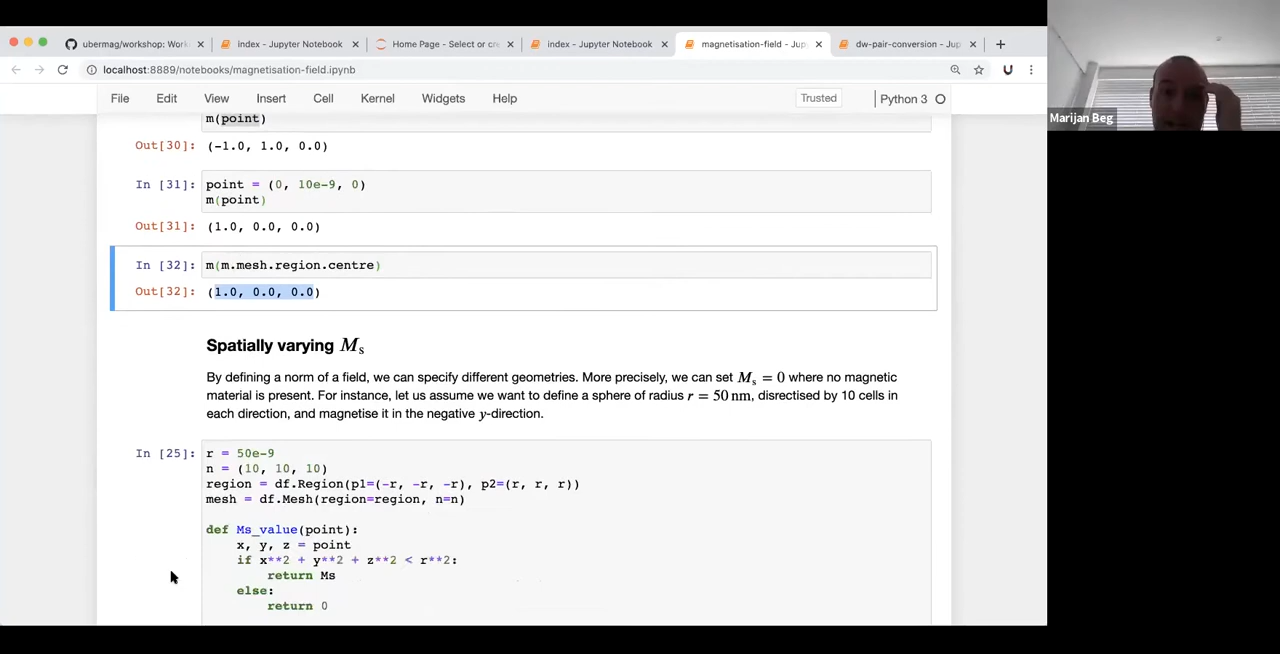 ubermag/workshop: Work
index - Jupyter Notebook
Home Page - Select or cre
index - Jupyter Notebook
magnetisation-field - Jup
dw-pair-conversion - Jup
localhost:8889/notebooks/magnetisation-field.ipynb
File Edit View Insert Cell Kernel Widgets Help Trusted Python 3
m(point)
Out[30]: (-1.0, 1.0, 0.0)
In [31]: point = (0, 10e-9, 0)
m(point)
Out[31]: (1.0, 0.0, 0.0)
In [32]: m(m.mesh.region.centre)
Out[32]: (1.0, 0.0, 0.0)
Spatially varying Ms
By defining a norm of a field, we can specify different geometries. More precisely, we can set Ms = 0 where no magnetic
material is present. For instance, let us assume we want to define a sphere of radius r = 50 nm, disrectised by 10 cells in
each direction, and magnetise it in the negative y-direction.
In [25]: r = 50e-9
n = (10, 10, 10)
region = df.Region(p1=(-r, -r, -r), p2=(r, r, r))
mesh = df.Mesh(region=region, n=n)
def Ms_value(point):
x, y, z = point
if x**2 + y**2 + z**2 < r**2:
return Ms
else:
return 0
Marijan Beg